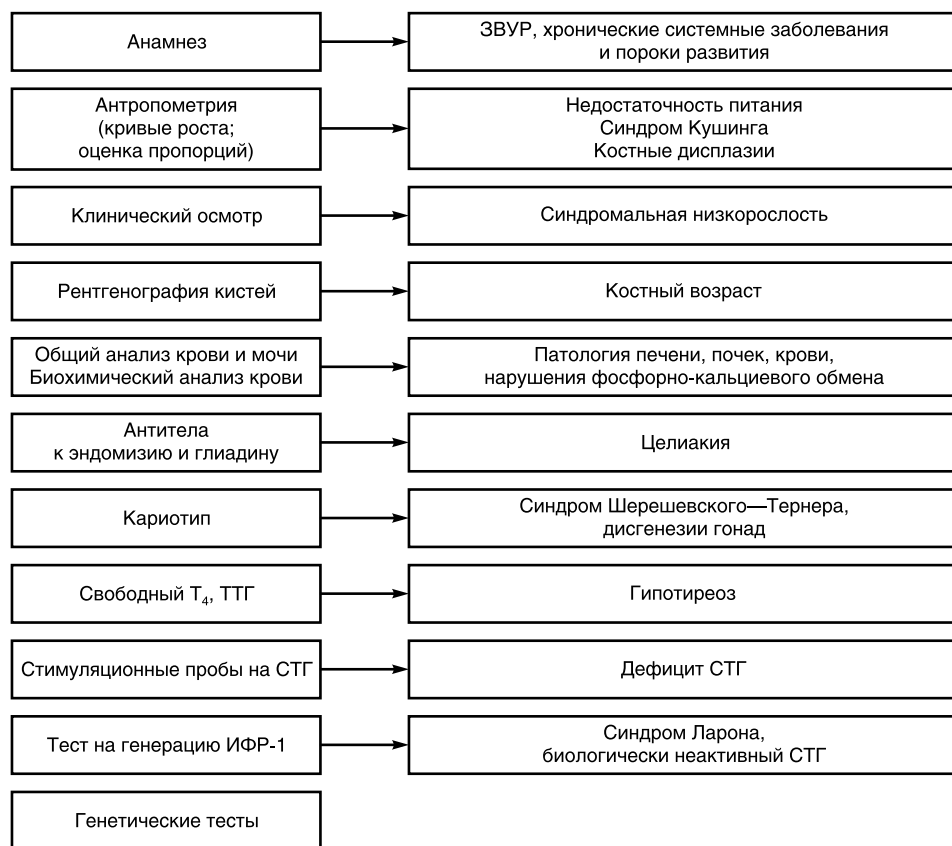 Анамнез
ЗВУР, хронические системные заболевания
и пороки развития
Антропометрия
(кривые роста;
оценка пропорций)
Недостаточность питания
Синдром Кушинга
Костные дисплазии
Клинический осмотр
Синдромальная низкорослость
Рентгенография кистей
Костный возраст
Общий анализ крови и мочи
Биохимический анализ крови
Патология печени, почек, крови,
нарушения фосфорно-кальциевого обмена
Антитела
к эндомизию и глиадину
Целиакия
Кариотип
Синдром Шерешевского—Тернера,
дисгенезии гонад
Свободный Т₄, ТТГ
Гипотиреоз
Стимуляционные пробы на СТГ
Дефицит СТГ
Тест на генерацию ИФР-1
Синдром Ларона,
биологически неактивный СТГ
Генетические тесты